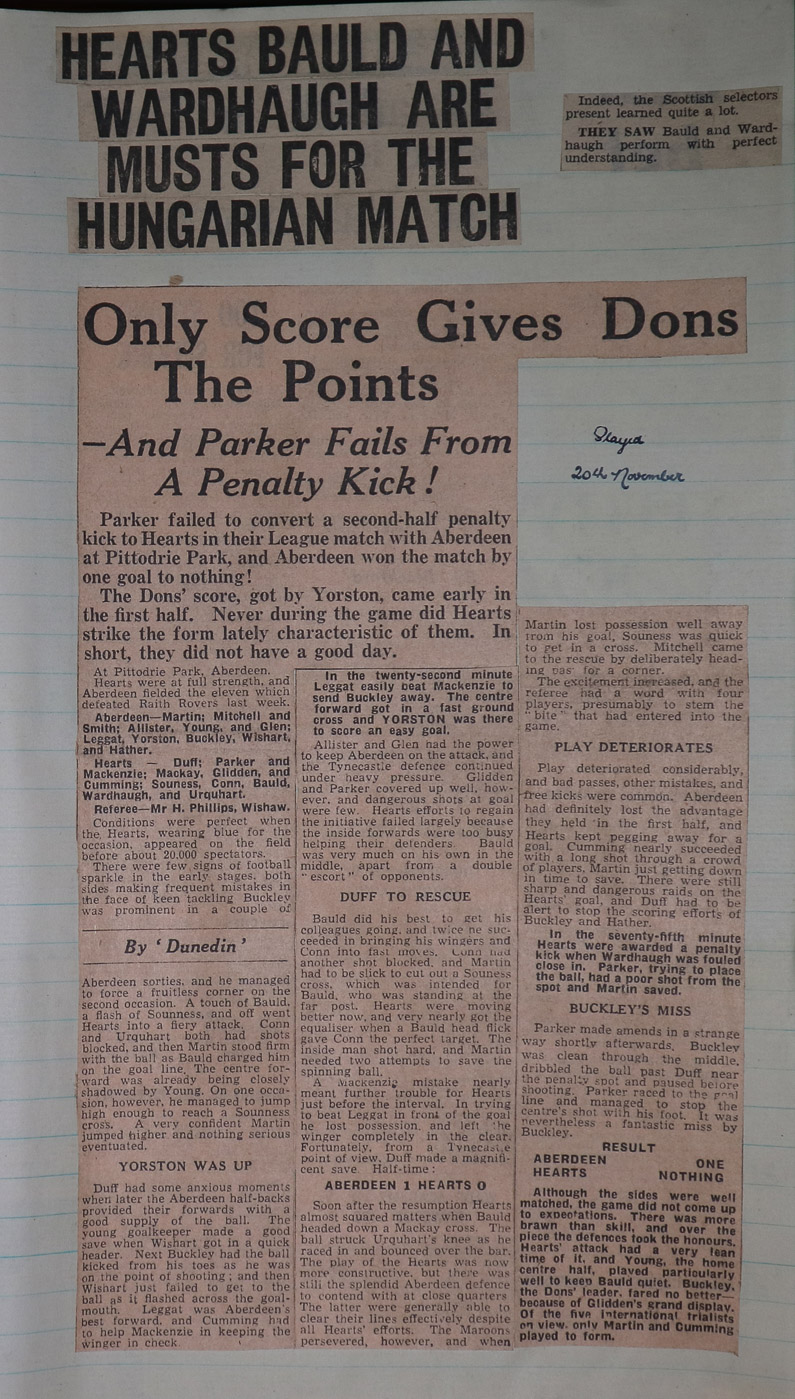 HEARTS BAULD AND
WARDHAUGH ARE
MUSTS FOR THE
HUNGARIAN MATCH
Indeed, the Scottish selectors
present learned quite a lot.
THEY SAW Bauld and Ward-
haugh perform with perfect
understanding.
Only Score Gives Dons
The Points
—And Parker Fails From
A Penalty Kick!
Played
20th November
Parker failed to convert a second-half penalty
kick to Hearts in their League match with Aberdeen
at Pittodrie Park, and Aberdeen won the match by
one goal to nothing!
The Dons' score, got by Yorston, came early in
the first half. Never during the game did Hearts
strike the form lately characteristic of them. In
short, they did not have a good day.
At Pittodrie Park, Aberdeen.
Hearts were at full strength, and
Aberdeen fielded the eleven which
defeated Raith Rovers last week.
Aberdeen—Martin; Mitchell and
Smith; Allister, Young, and Glen;
Leggat, Yorston, Buckley, Wishart,
and Hather.
Hearts — Duff; Parker and
Mackenzie; Mackay, Glidden, and
Cumming; Souness, Conn, Bauld,
Wardhaugh, and Urquhart.
Referee—Mr H. Phillips, Wishaw.
Conditions were perfect when
the Hearts, wearing blue for the
occasion, appeared on the field
before about 20,000 spectators.
There were few signs of football
sparkle in the early stages, both
sides making frequent mistakes in
the face of keen tackling Buckley
was prominent in a couple of
By 'Dunedin'
Aberdeen sorties, and he managed
to force a fruitless corner on the
second occasion. A touch of Bauld,
a flash of Sounness, and off went
Hearts into a fiery attack. Conn
and Urquhart both had shots
blocked, and then Martin stood firm
with the ball as Bauld charged him
on the goal line. The centre for-
ward was already being closely
shadowed by Young. On one occa-
sion, however, he managed to jump
high enough to reach a Sounness
cross. A very confident Martin
jumped higher and nothing serious
eventuated.
YORSTON WAS UP
Duff had some anxious moments
when later the Aberdeen half-backs
provided their forwards with a
good supply of the ball. The
young goalkeeper made a good
save when Wishart got in a quick
header. Next Buckley had the ball
kicked from his toes as he was
on the point of shooting; and then
Wishart just failed to get to the
ball as it flashed across the goal-
mouth. Leggat was Aberdeen's
best forward, and Cumming had
to help Mackenzie in keeping the
winger in check.
In the twenty-second minute
Leggat easily beat Mackenzie to
send Buckley away. The centre
forward got in a fast ground
cross and YORSTON was there
to score an easy goal.
Allister and Glen had the power
to keep Aberdeen on the attack, and
the Tynecastle defence continued
under heavy pressure. Glidden
and Parker covered up well, how-
ever, and dangerous shots at goal
were few. Hearts efforts to regain
the initiative failed largely because
the inside forwards were too busy
helping their defenders. Bauld
was very much on his own in the
middle, apart from a double
"escort" of opponents.
DUFF TO RESCUE
Bauld did his best to get his
colleagues going, and twice he suc-
ceeded in bringing his wingers and
Conn into fast moves. Conn had
another shot blocked, and Martin
had to be slick to cut out a Souness
cross, which was intended for
Bauld, who was standing at the
far post. Hearts were moving
better now, and very nearly got the
equaliser when a Bauld head flick
gave Conn the perfect target. The
inside man shot hard, and Martin
needed two attempts to save the
spinning ball.
A Mackenzie mistake nearly
meant further trouble for Hearts
just before the interval. In trying
to beat Leggat in front of the goal
he lost possession, and left the
winger completely in the clear.
Fortunately, from a Tynecastle
point of view, Duff made a magnifi-
cent save. Half-time:
ABERDEEN 1 HEARTS 0
Soon after the resumption Hearts
almost squared matters when Bauld
headed down a Mackay cross. The
ball struck Urquhart's knee as he
raced in and bounced over the bar.
The play of the Hearts was now
more constructive, but there was
still the splendid Aberdeen defence
to contend with at close quarters.
The latter were generally able to
clear their lines effectively despite
all Hearts' efforts. The Maroons
persevered, however, and when
Martin lost possession well away
from his goal, Souness was quick
to get in a cross. Mitchell came
to the rescue by deliberately head-
ing past for a corner.
The excitement increased, and the
referee had a word with four
players, presumably to stem the
"bite" that had entered into the
game.
PLAY DETERIORATES
Play deteriorated considerably,
and bad passes, other mistakes, and
free kicks were common. Aberdeen
had definitely lost the advantage
they held in the first half, and
Hearts kept pegging away for a
goal. Cumming nearly succeeded
with a long shot through a crowd
of players, Martin just getting down
in time to save. There were still
sharp and dangerous raids on the
Hearts' goal, and Duff had to be
alert to stop the scoring efforts of
Buckley and Hather.
In the seventy-fifth minute
Hearts were awarded a penalty
kick when Wardhaugh was fouled
close in. Parker, trying to place
the ball, had a poor shot from the
spot and Martin saved.
BUCKLEY'S MISS
Parker made amends in a strange
way shortly afterwards. Buckley
was clean through the middle,
dribbled the ball past Duff near
the penalty spot and paused before
shooting. Parker raced to the goal
line and managed to stop the
centre's shot with his foot. It was
nevertheless a fantastic miss by
Buckley.
RESULT
ABERDEEN ONE
HEARTS NOTHING
Although the sides were well
matched, the game did not come up
to expectations. There was more
brawn than skill, and over the
piece the defences took the honours.
Hearts' attack had a very lean
time of it, and Young, the home
centre half, played particularly
well to keep Bauld quiet. Buckley,
the Dons' leader, fared no better—
because of Glidden's grand display.
Of the five international trialists
on view, only Martin and Cumming
played to form.